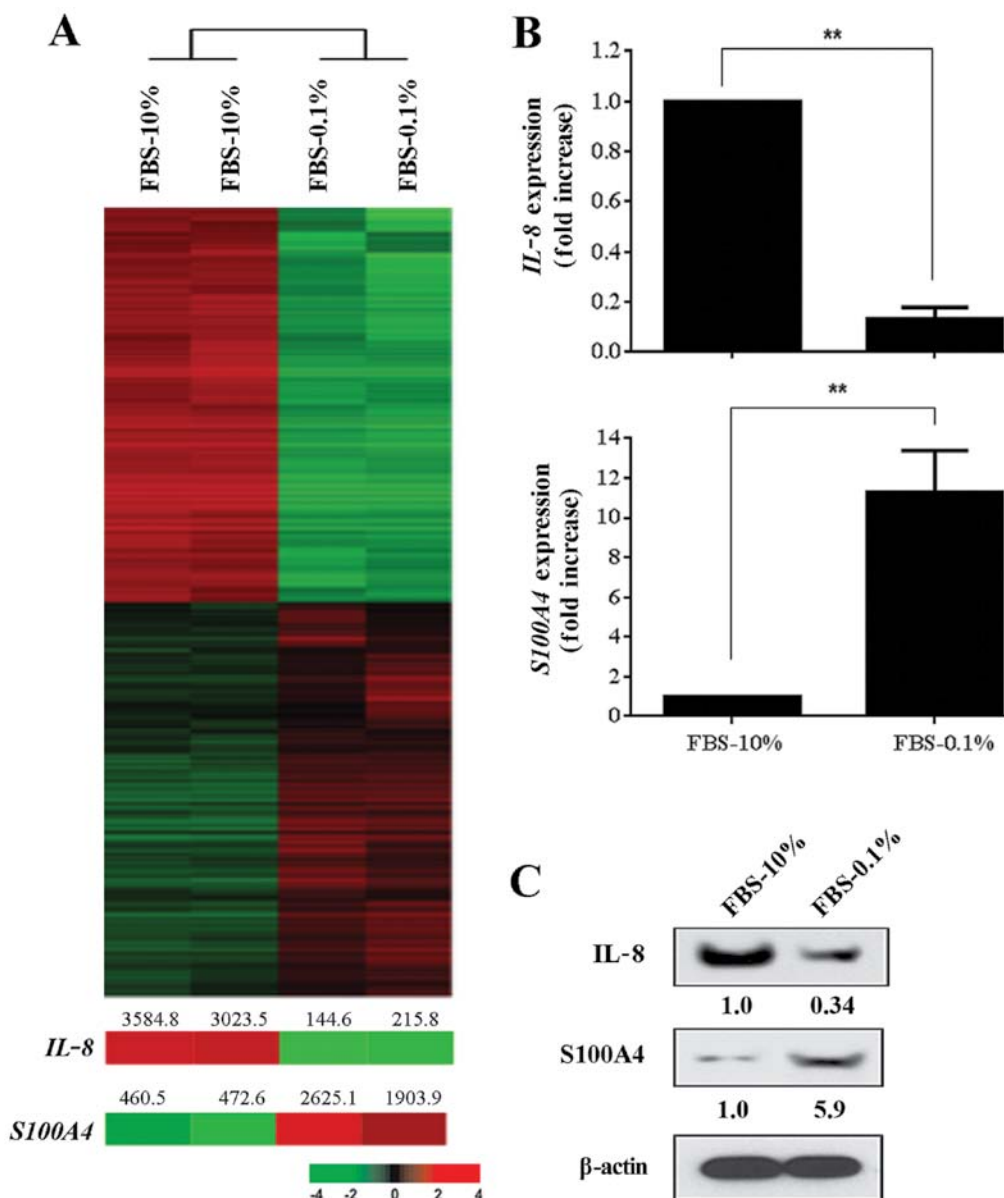 A
FBS-10%
FBS-10%
FBS-0.1%
FBS-0.1%
3584.8 3023.5 144.6 215.8
IL-8
460.5 472.6 2625.1 1903.9
S100A4
-4 -2 0 2 4
B
**
IL-8 expression
(fold increase)
1.2
1.0
0.8
0.6
0.4
0.2
0.0
**
S100A4 expression
(fold increase)
14
12
10
8
6
4
2
0
FBS-10% FBS-0.1%
C
FBS-10%
FBS-0.1%
IL-8
1.0 0.34
S100A4
1.0 5.9
β-actin